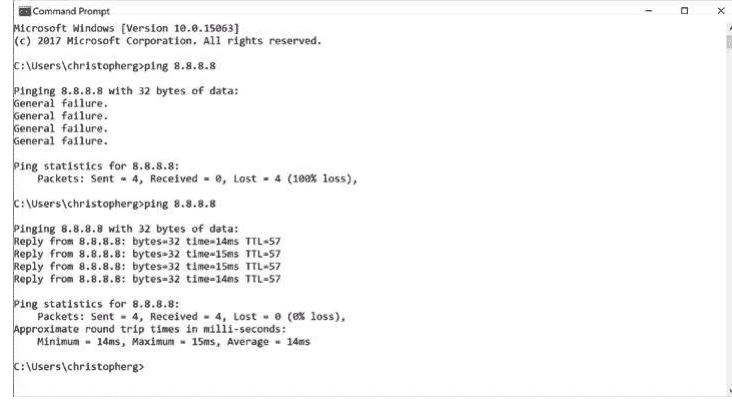 Command Prompt
Microsoft Windows [Version 10.0.15063]
(c) 2017 Microsoft Corporation. All rights reserved.
C:\Users\christopherg>ping 8.8.8.8
Pinging 8.8.8.8 with 32 bytes of data:
General failure.
General failure.
General failure.
General failure.
Ping statistics for 8.8.8.8:
Packets: Sent = 4, Received = 0, Lost = 4 (100% loss),
C:\Users\christopherg>ping 8.8.8.8
Pinging 8.8.8.8 with 32 bytes of data:
Reply from 8.8.8.8: bytes=32 time=14ms TTL=57
Reply from 8.8.8.8: bytes=32 time=15ms TTL=57
Reply from 8.8.8.8: bytes=32 time=15ms TTL=57
Reply from 8.8.8.8: bytes=32 time=14ms TTL=57
Ping statistics for 8.8.8.8:
Packets: Sent = 4, Received = 4, Lost = 0 (0% loss),
Approximate round trip times in milli-seconds:
Minimum = 14ms, Maximum = 15ms, Average = 14ms
C:\Users\christopherg>